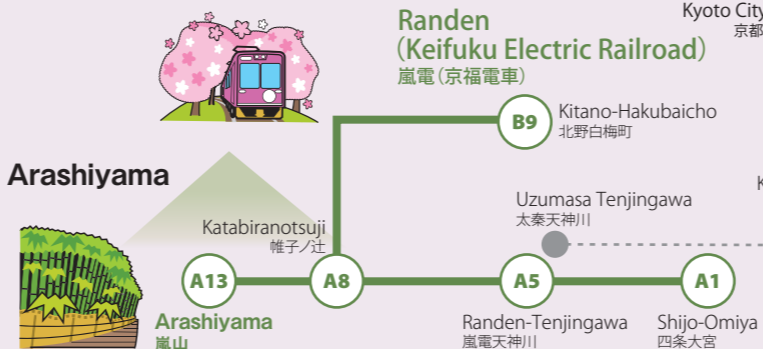 Kyoto City
京都
Randen
(Keifuku Electric Railroad)
嵐電(京福電車)
B9
Kitano-Hakubaicho
北野白梅町
Arashiyama
Uzumasa Tenjingawa
太秦天神川
Katabiranotsuji
帷子ノ辻
A13
A8
A5
A1
Arashiyama
嵐山
Randen-Tenjingawa
嵐電天神川
Shijo-Omiya
四条大宮